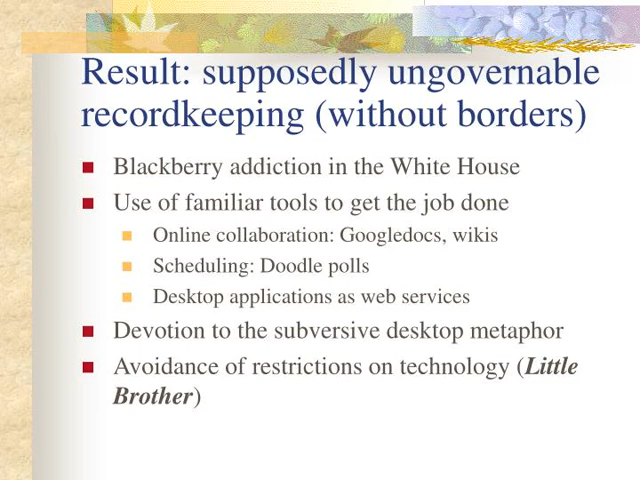 Result: supposedly ungovernable
recordkeeping (without borders)
Blackberry addiction in the White House
Use of familiar tools to get the job done
Online collaboration: Googledocs, wikis
Scheduling: Doodle polls
Desktop applications as web services
Devotion to the subversive desktop metaphor
Avoidance of restrictions on technology (Little
Brother)